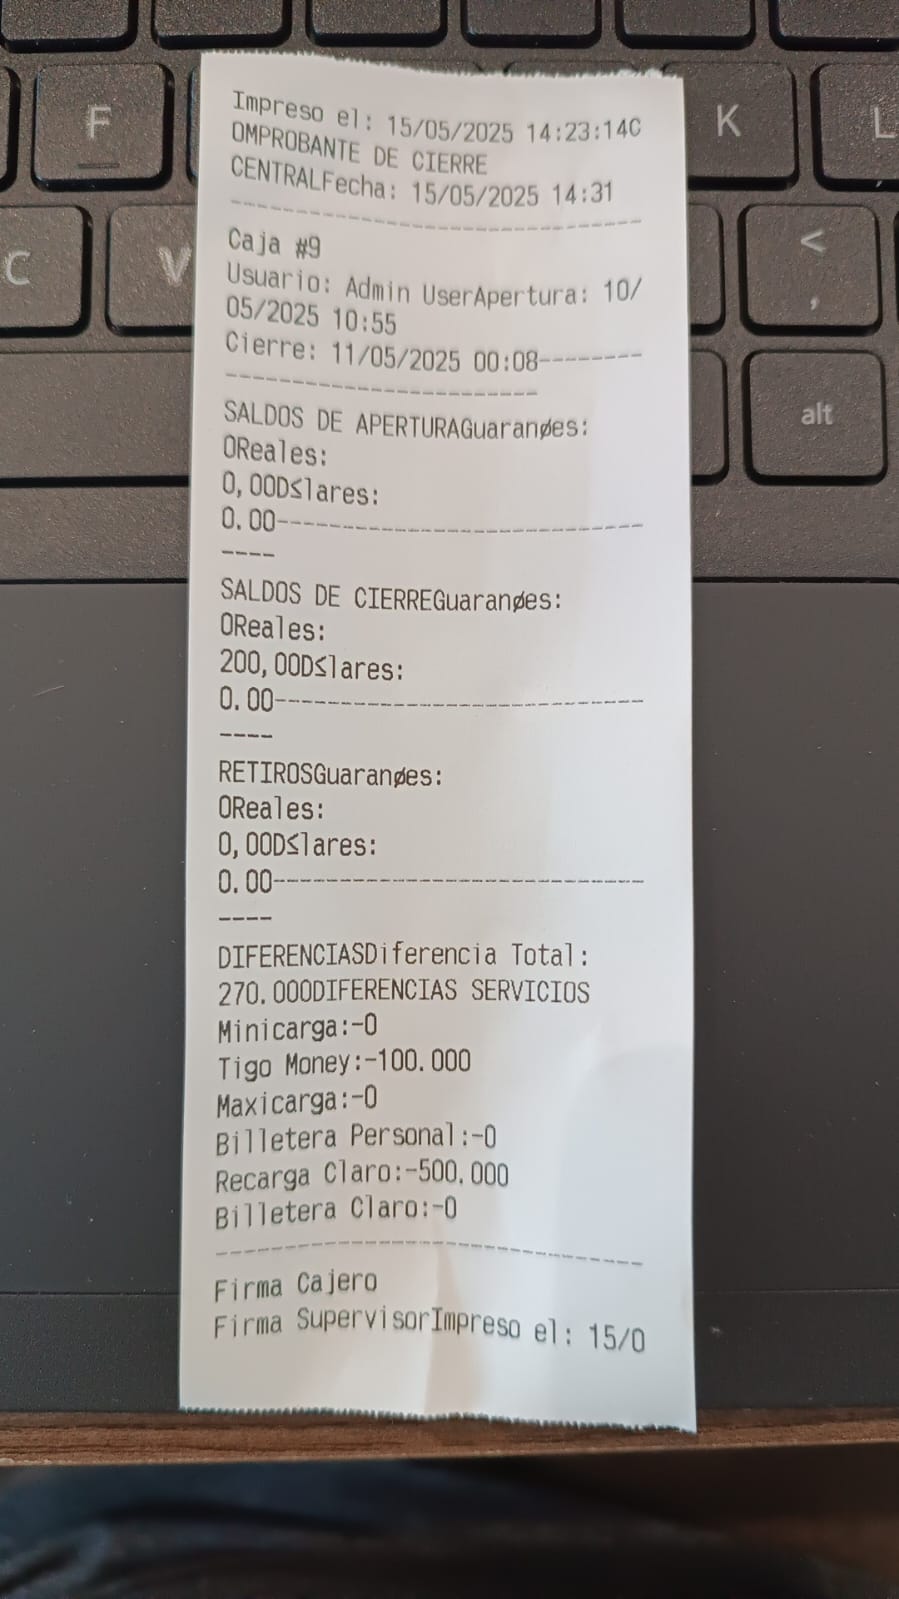 F
K
L
C
V
<
,
alt
Impreso el: 15/05/2025 14:23:14C
OMPROBANTE DE CIERRE
CENTRALFecha: 15/05/2025 14:31
--------------------------------
Caja #9
Usuario: Admin UserApertura: 10/
05/2025 10:55
Cierre: 11/05/2025 00:08--------
------------------------
SALDOS DE APERTURAGuaranøes:
0Reales:
0,00D≤lares:
0.00----------------------------
----
SALDOS DE CIERREGuaranøes:
0Reales:
200,00D≤lares:
0.00----------------------------
----
RETIROSGuaranøes:
0Reales:
0,00D≤lares:
0.00----------------------------
----
DIFERENCIASDiferencia Total:
270.000DIFERENCIAS SERVICIOS
Minicarga:-0
Tigo Money:-100.000
Maxicarga:-0
Billetera Personal:-0
Recarga Claro:-500.000
Billetera Claro:-0
--------------------------------
Firma Cajero
Firma SupervisorImpreso el: 15/0